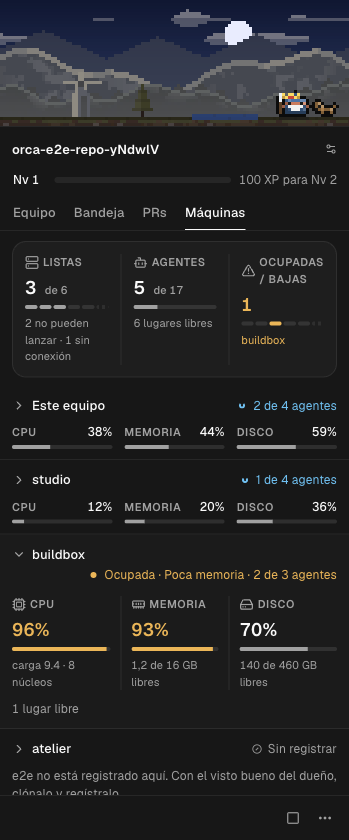 orca-e2e-repo-yNdwlV
Nv 1
100 XP para Nv 2
Equipo Bandeja PRs Máquinas
LISTAS
3 de 6
2 no pueden
lanzar · 1 sin
conexión
AGENTES
5 de 17
6 lugares libres
OCUPADAS
/ BAJAS
1
buildbox
Este equipo
2 de 4 agentes
CPU 38% MEMORIA 44% DISCO 59%
studio
1 de 4 agentes
CPU 12% MEMORIA 20% DISCO 36%
buildbox
Ocupada · Poca memoria · 2 de 3 agentes
CPU
96%
carga 9.4 · 8
núcleos
MEMORIA
93%
1,2 de 16 GB
libres
DISCO
70%
140 de 460 GB
libres
1 lugar libre
atelier
Sin registrar
e2e no está registrado aquí. Con el visto bueno del dueño,
clónalo y regístralo.